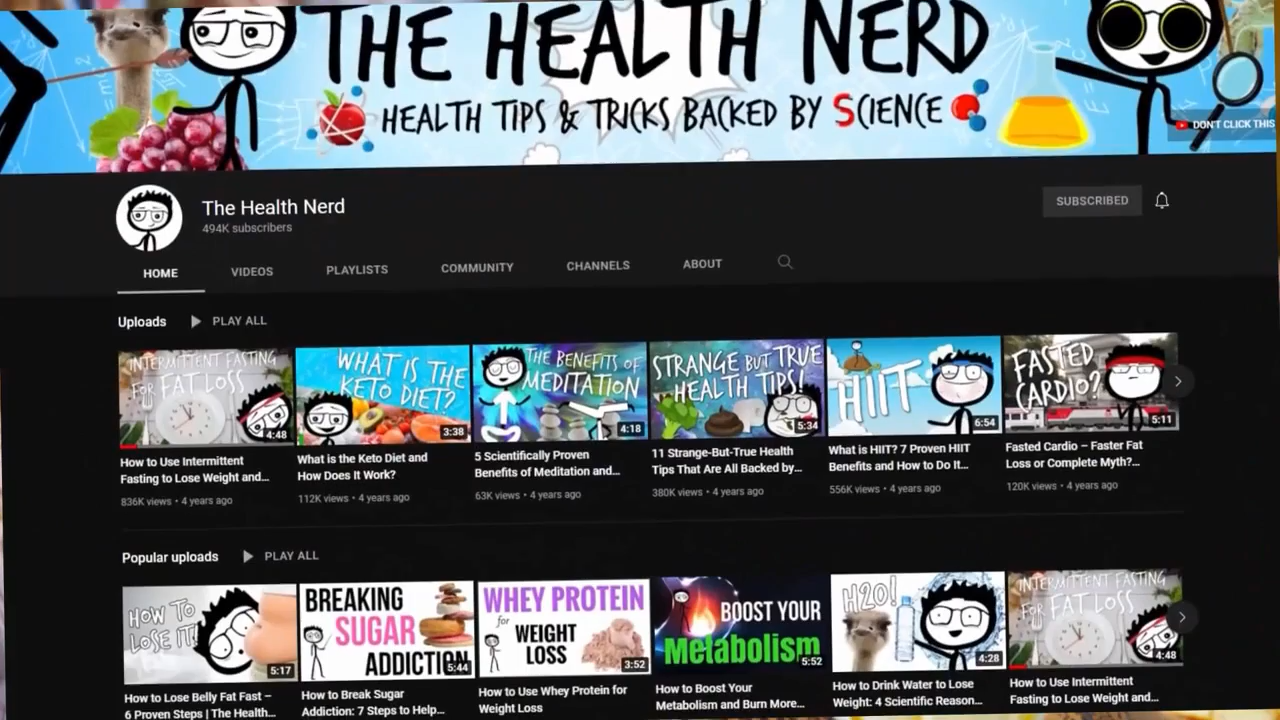 THE HEALTH NERD
HEALTH TIPS & TRICKS BACKED BY SCIENCE
DON'T CLICK THIS
The Health Nerd
494K subscribers
SUBSCRIBED
HOME VIDEOS PLAYLISTS COMMUNITY CHANNELS ABOUT
Uploads PLAY ALL
INTERMITTENT FASTING
FOR FAT LOSS
4:48
WHAT IS THE
KETO DIET?
3:38
THE BENEFITS OF
MEDITATION
4:18
STRANGE BUT TRUE
HEALTH TIPS!
5:34
HIIT
6:54
FASTED
CARDIO?
5:11
How to Use Intermittent
Fasting to Lose Weight and...
836K views • 4 years ago
What is the Keto Diet and
How Does It Work?
112K views • 4 years ago
5 Scientifically Proven
Benefits of Meditation and...
63K views • 4 years ago
11 Strange-But-True Health
Tips That Are All Backed by...
380K views • 4 years ago
What is HIIT? 7 Proven HIIT
Benefits and How to Do It...
556K views • 4 years ago
Fasted Cardio – Faster Fat
Loss or Complete Myth?...
120K views • 4 years ago
Popular uploads PLAY ALL
HOW TO
LOSE IT!
5:17
BREAKING
SUGAR
ADDICTION
5:44
WHEY PROTEIN
for
WEIGHT
LOSS
3:52
BOOST YOUR
Metabolism
5:52
H2O!
4:28
INTERMITTENT FASTING
FOR FAT LOSS
4:48
How to Lose Belly Fat Fast –
6 Proven Steps | The Health...
How to Break Sugar
Addiction: 7 Steps to Help...
How to Use Whey Protein for
Weight Loss
How to Boost Your
Metabolism and Burn More...
How to Drink Water to Lose
Weight: 4 Scientific Reason...
How to Use Intermittent
Fasting to Lose Weight and...